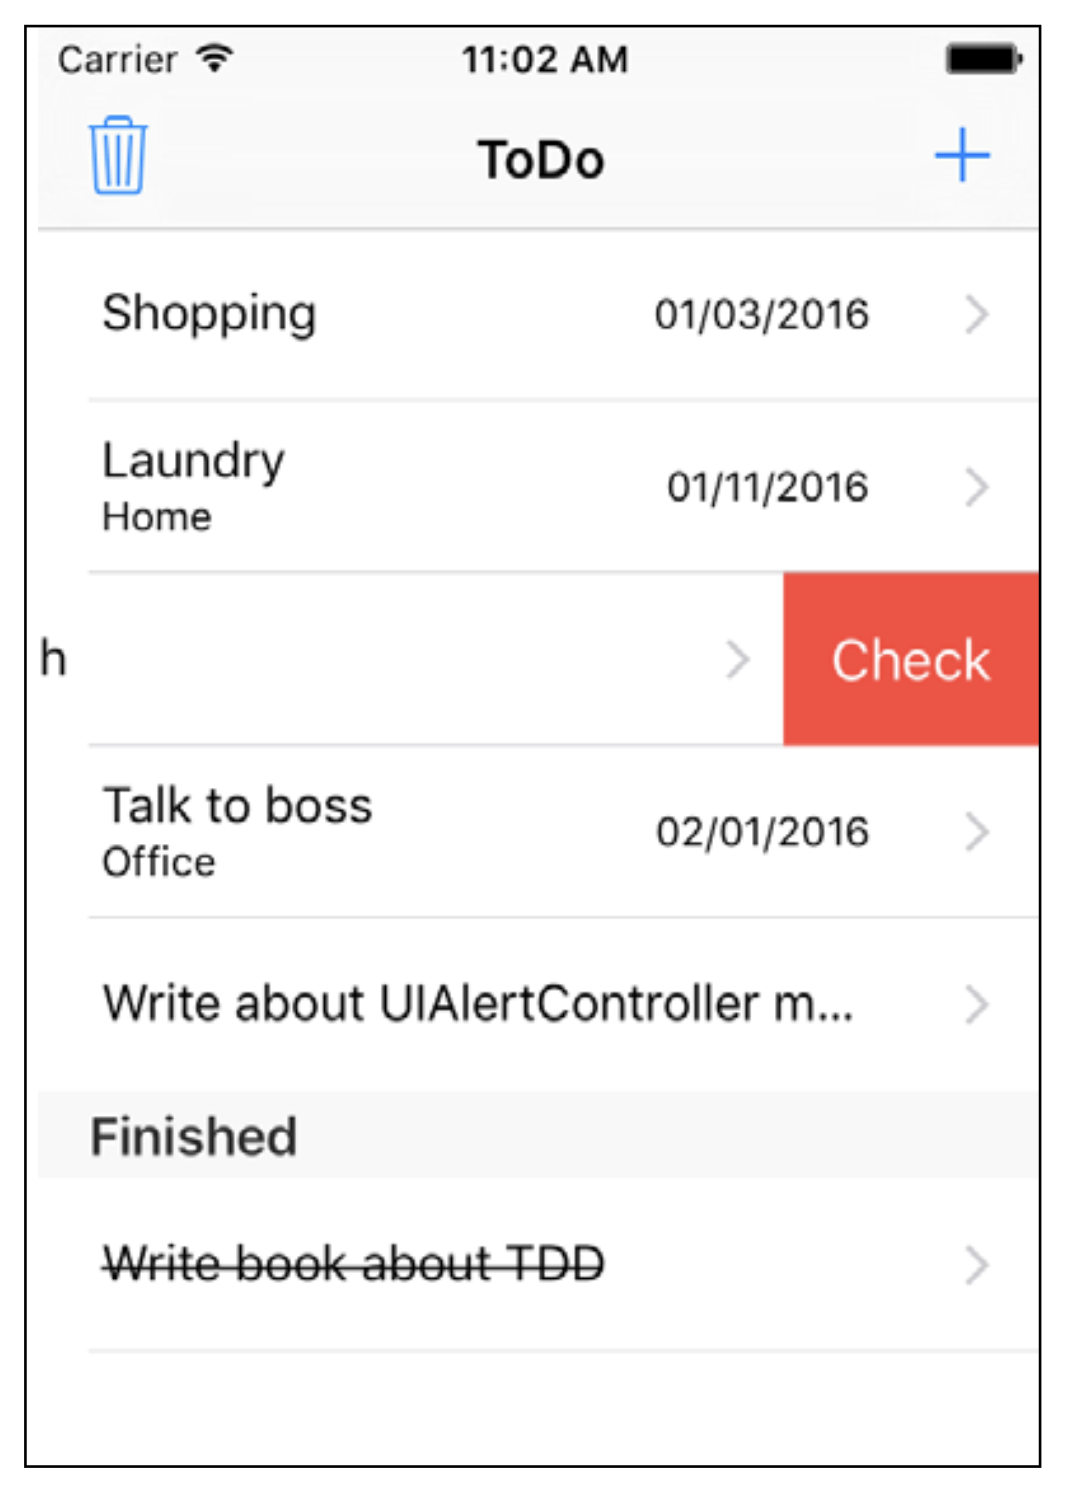 Carrier 11:02 AM
ToDo
Shopping 01/03/2016
Laundry 01/11/2016
Home
h Check
Talk to boss 02/01/2016
Office
Write about UIAlertController m...
Finished
Write book about TDD